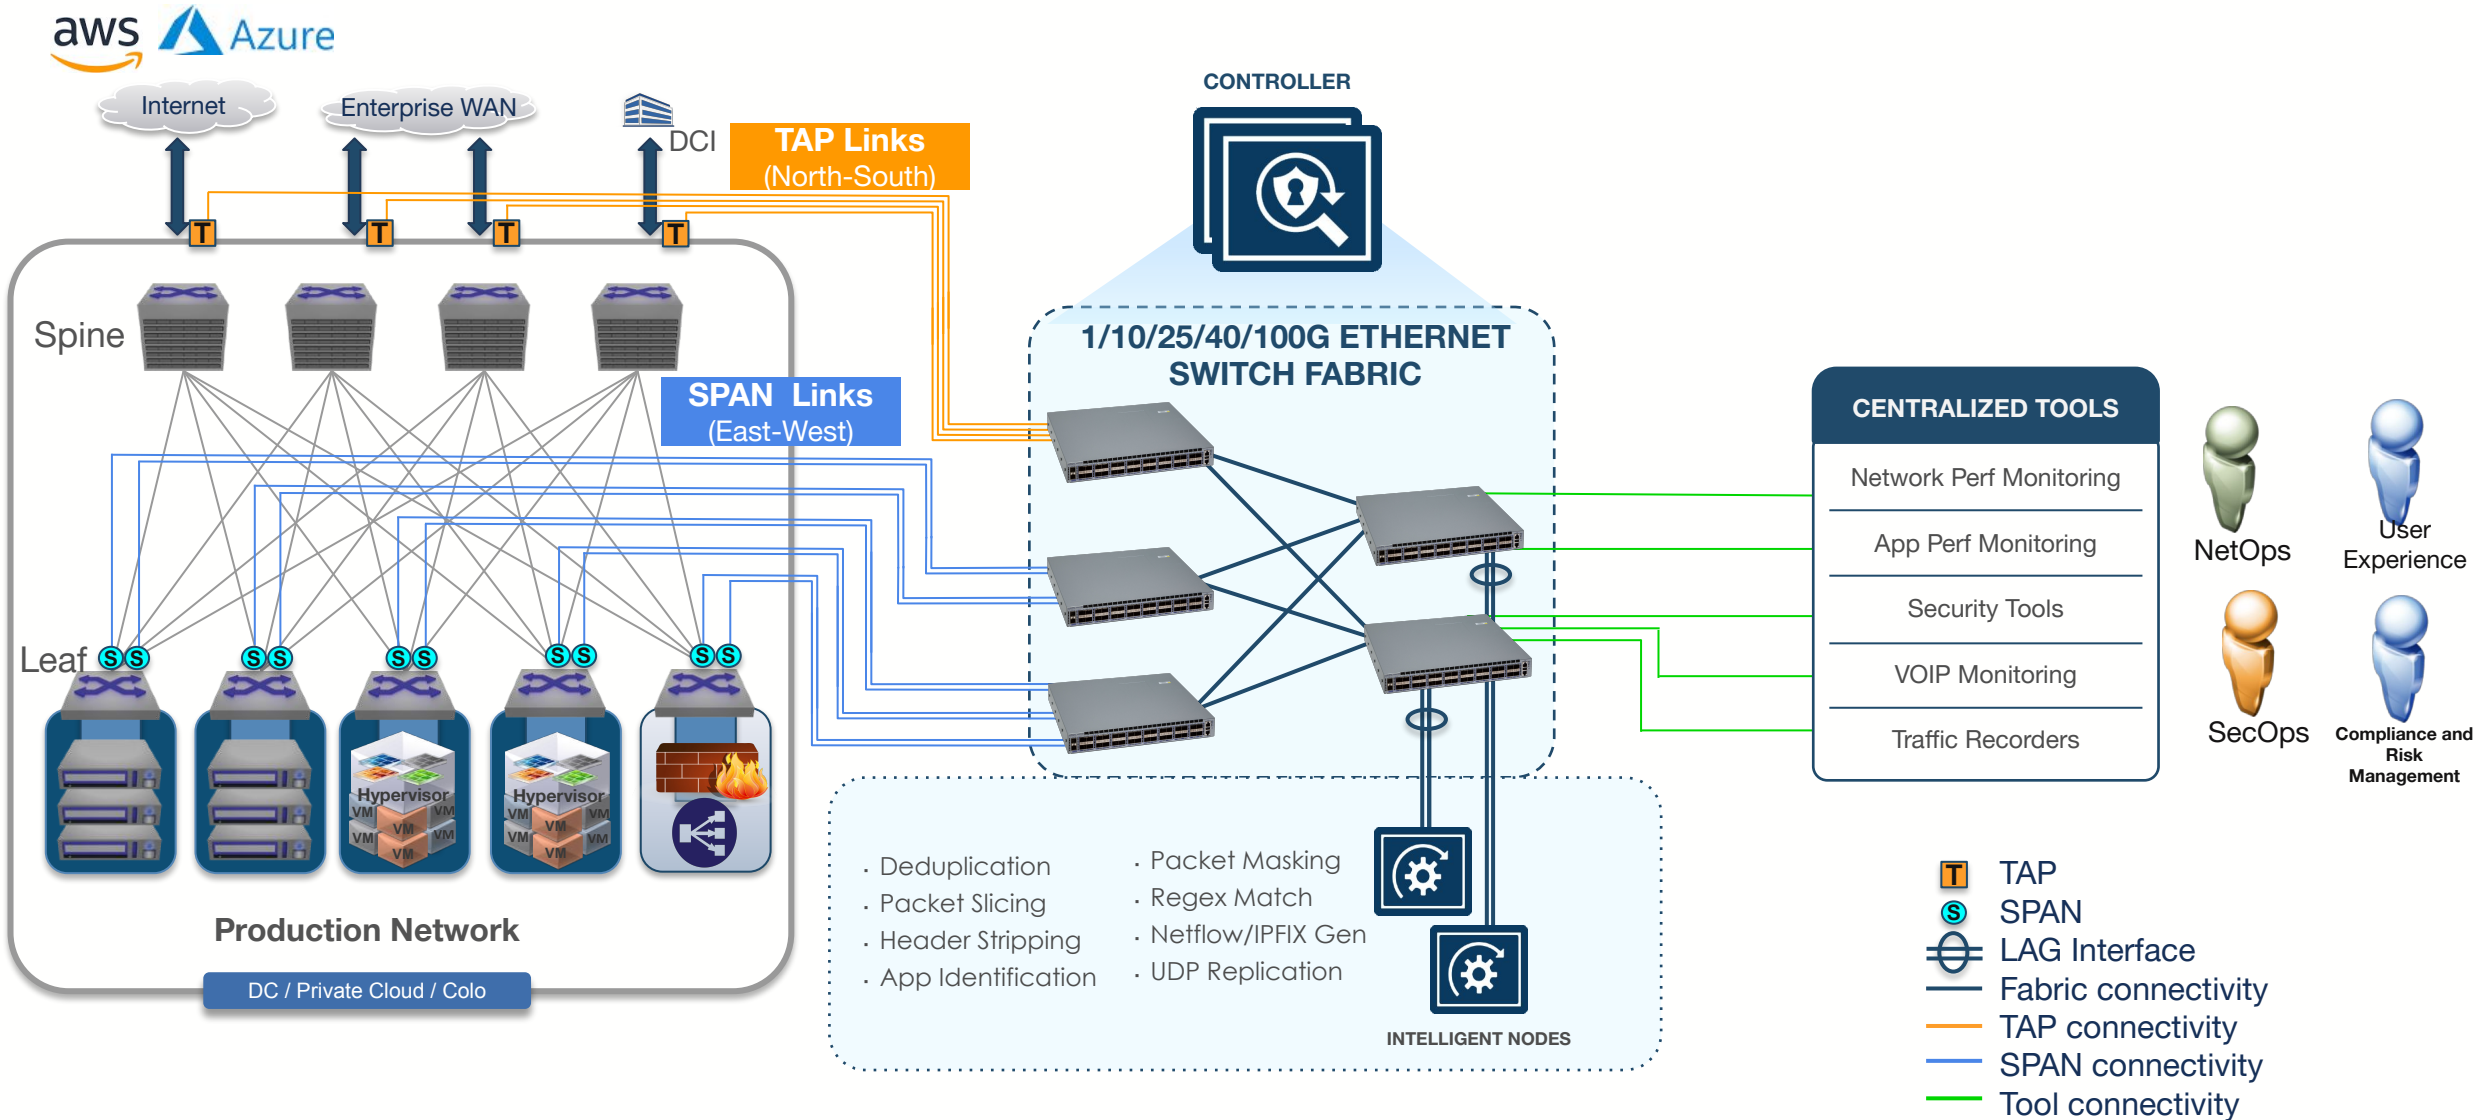 aws
Azure
Internet
Enterprise WAN
DCI
TAP Links
(North-South)
T
T
T
T
Spine
SPAN Links
(East-West)
Leaf
S
S
S
S
S
S
S
S
S
S
Hypervisor
VM
VM
VM
VM
VM
VM
Hypervisor
VM
VM
VM
VM
VM
VM
Production Network
DC / Private Cloud / Colo
CONTROLLER
1/10/25/40/100G ETHERNET
SWITCH FABRIC
· Deduplication
· Packet Slicing
· Header Stripping
· App Identification
· Packet Masking
· Regex Match
· Netflow/IPFIX Gen
· UDP Replication
INTELLIGENT NODES
CENTRALIZED TOOLS
Network Perf Monitoring
App Perf Monitoring
Security Tools
VOIP Monitoring
Traffic Recorders
NetOps
User
Experience
SecOps
Compliance and
Risk
Management
T TAP
S SPAN
LAG Interface
Fabric connectivity
TAP connectivity
SPAN connectivity
Tool connectivity